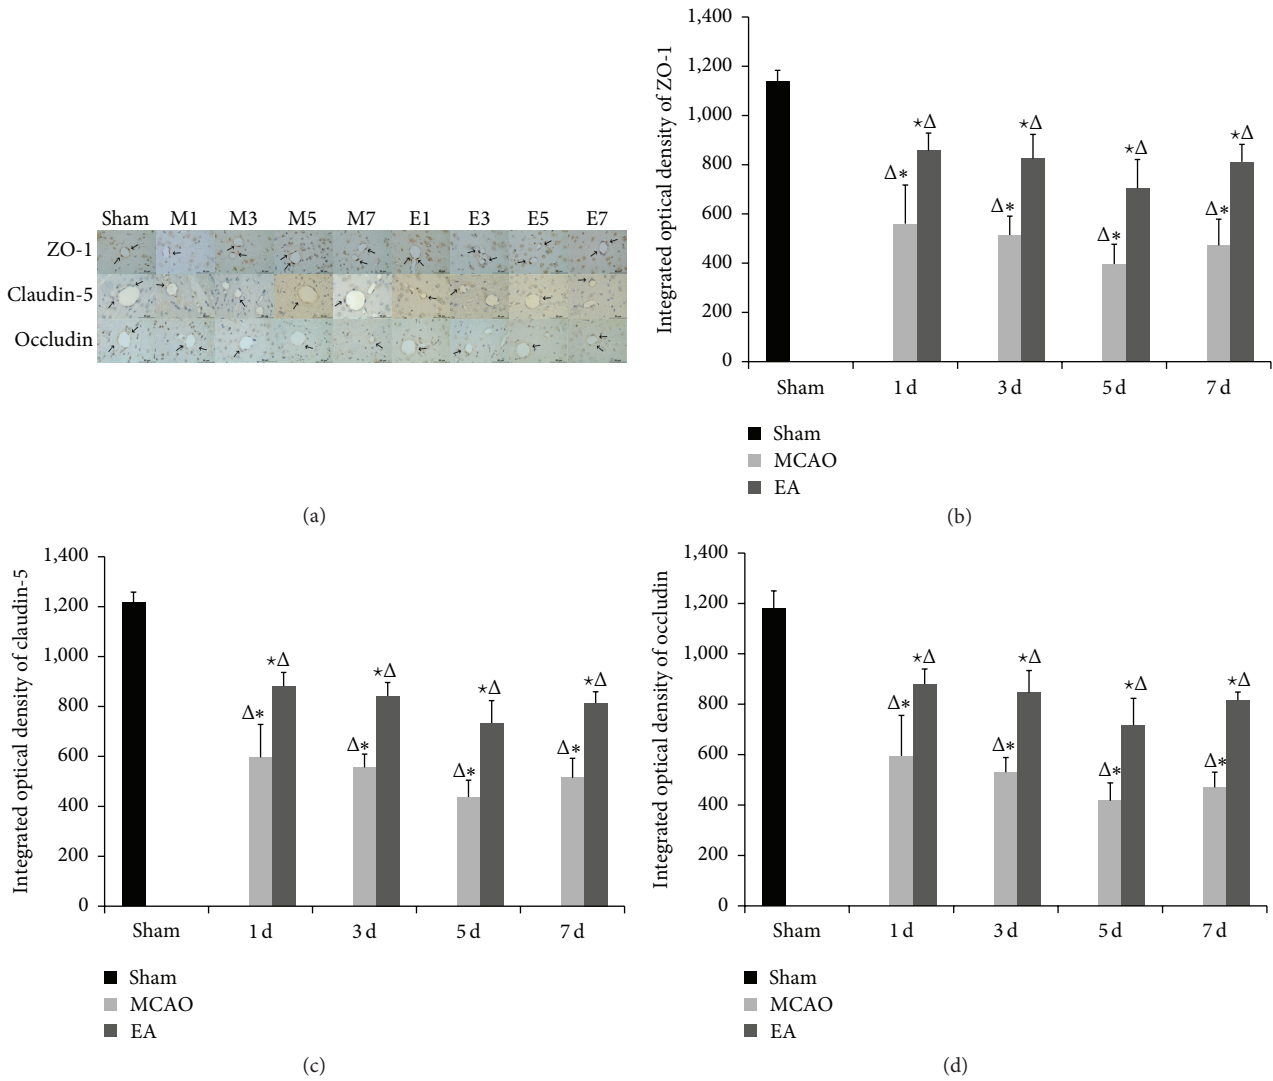 Sham M1 M3 M5 M7 E1 E3 E5 E7
ZO-1
Claudin-5
Occludin
(a)
Integrated optical density of ZO-1
1,400
1,200
1,000
800
600
400
200
0
Δ* ⋆Δ Δ* ⋆Δ Δ* ⋆Δ Δ* ⋆Δ
Sham 1 d 3 d 5 d 7 d
Sham
MCAO
EA
(b)
Integrated optical density of claudin-5
1,400
1,200
1,000
800
600
400
200
0
Δ* ⋆Δ Δ* ⋆Δ Δ* ⋆Δ Δ* ⋆Δ
Sham 1 d 3 d 5 d 7 d
Sham
MCAO
EA
(c)
Integrated optical density of occludin
1,400
1,200
1,000
800
600
400
200
0
Δ* ⋆Δ Δ* ⋆Δ Δ* ⋆Δ Δ* ⋆Δ
Sham 1 d 3 d 5 d 7 d
Sham
MCAO
EA
(d)